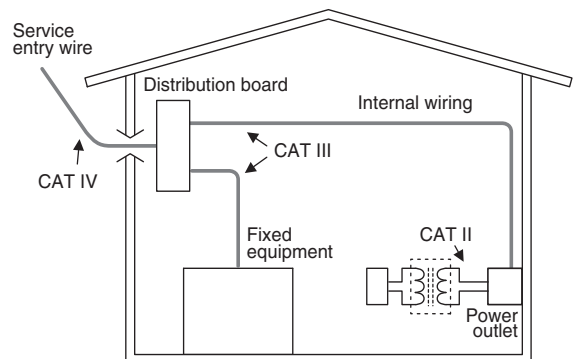 Service
entry wire
Distribution board
Internal wiring
CAT III
CAT IV
Fixed
equipment
CAT II
Power
outlet